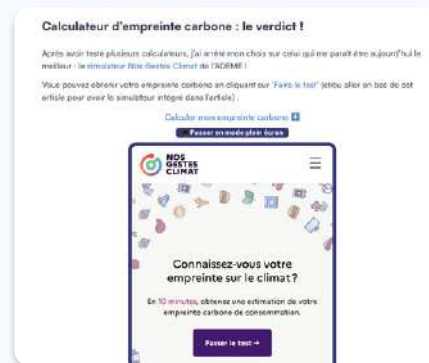 Calculateur d'empreinte carbone : le verdict !
Après avoir testé plusieurs calculateurs, j'ai arrêté mon choix sur celui qui me paraît être aujourd'hui le
meilleur : le simulateur Nos Gestes Climat de l'ADEME !
Vous pouvez obtenir votre empreinte carbone en cliquant sur 'Faire le test' (et/ou aller en bas de cet
article pour avoir le simulateur intégré dans l'article) .
Calculer mon empreinte carbone ⬇️
Passer en mode plein écran
NOS
GESTES
CLIMAT
Connaissez-vous votre
empreinte sur le climat ?
En 10 minutes, obtenez une estimation de votre
empreinte carbone de consommation.
Passer le test →